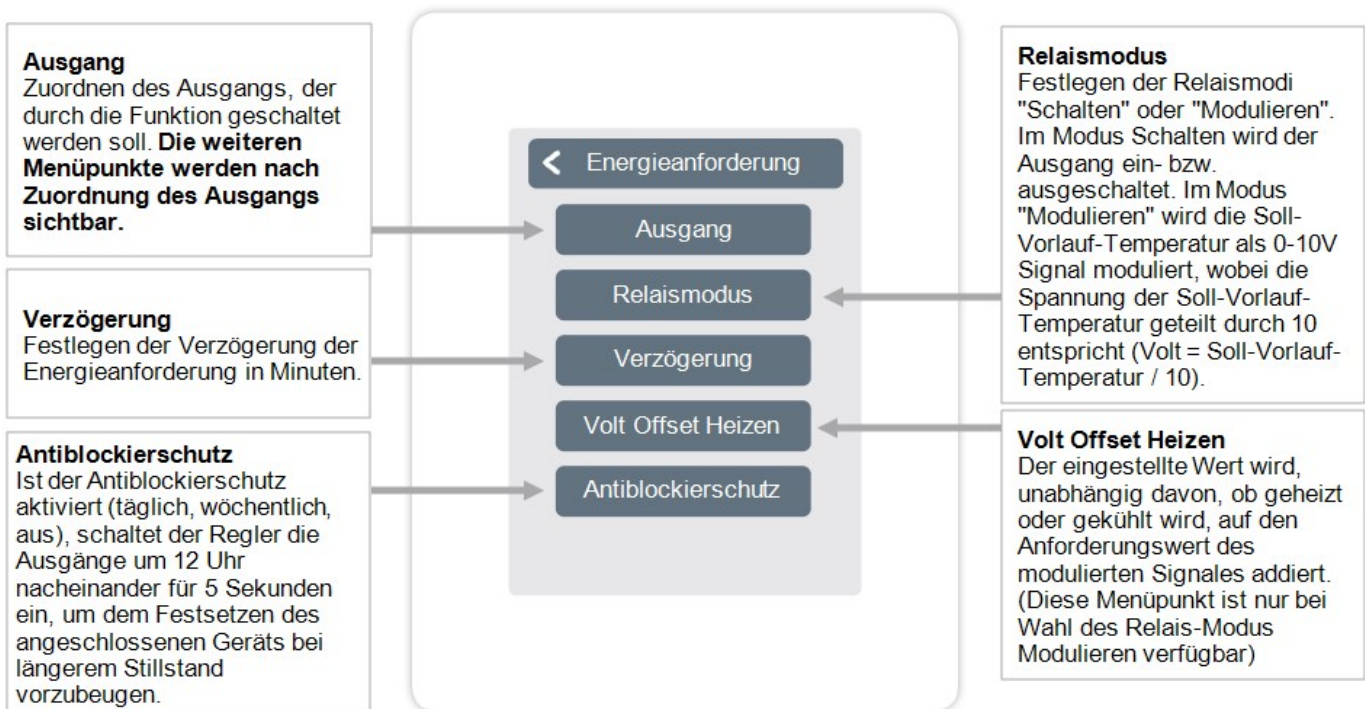 Ausgang
Zuordnen des Ausgangs, der
durch die Funktion geschaltet
werden soll. Die weiteren
Menüpunkte werden nach
Zuordnung des Ausgangs
sichtbar.
Verzögerung
Festlegen der Verzögerung der
Energieanforderung in Minuten.
Antiblockierschutz
Ist der Antiblockierschutz
aktiviert (täglich, wöchentlich,
aus), schaltet der Regler die
Ausgänge um 12 Uhr
nacheinander für 5 Sekunden
ein, um dem Festsetzen des
angeschlossenen Geräts bei
längerem Stillstand
vorzubeugen.
Energieanforderung
Ausgang
Relaismodus
Verzögerung
Volt Offset Heizen
Antiblockierschutz
Relaismodus
Festlegen der Relaismodi
"Schalten" oder "Modulieren".
Im Modus Schalten wird der
Ausgang ein- bzw.
ausgeschaltet. Im Modus
"Modulieren" wird die Soll-
Vorlauf-Temperatur als 0-10V
Signal moduliert, wobei die
Spannung der Soll-Vorlauf-
Temperatur geteilt durch 10
entspricht (Volt = Soll-Vorlauf-
Temperatur / 10).
Volt Offset Heizen
Der eingestellte Wert wird,
unabhängig davon, ob geheizt
oder gekühlt wird, auf den
Anforderungswert des
modulierten Signales addiert.
(Diese Menüpunkt ist nur bei
Wahl des Relais-Modus
Modulieren verfügbar)